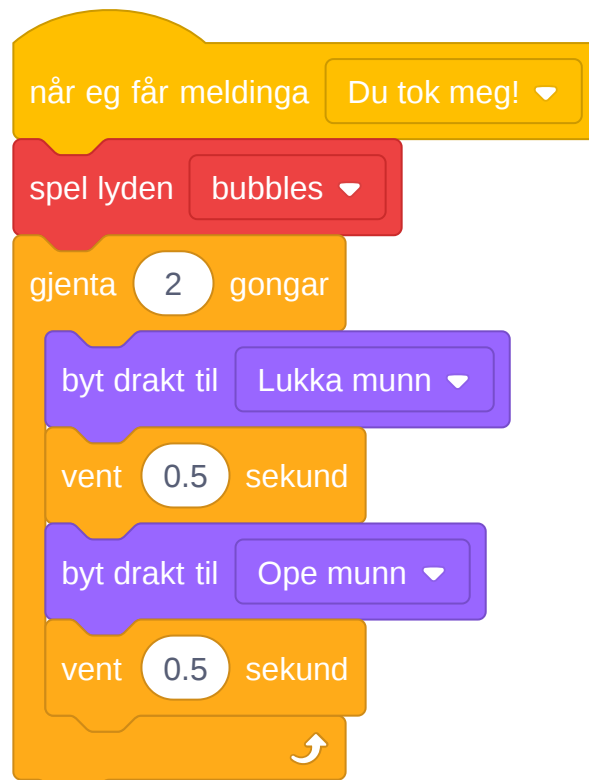 når eg får meldinga Du tok meg!
spel lyden bubbles
gjenta 2 gongar
byt drakt til Lukka munn
vent 0.5 sekund
byt drakt til Ope munn
vent 0.5 sekund